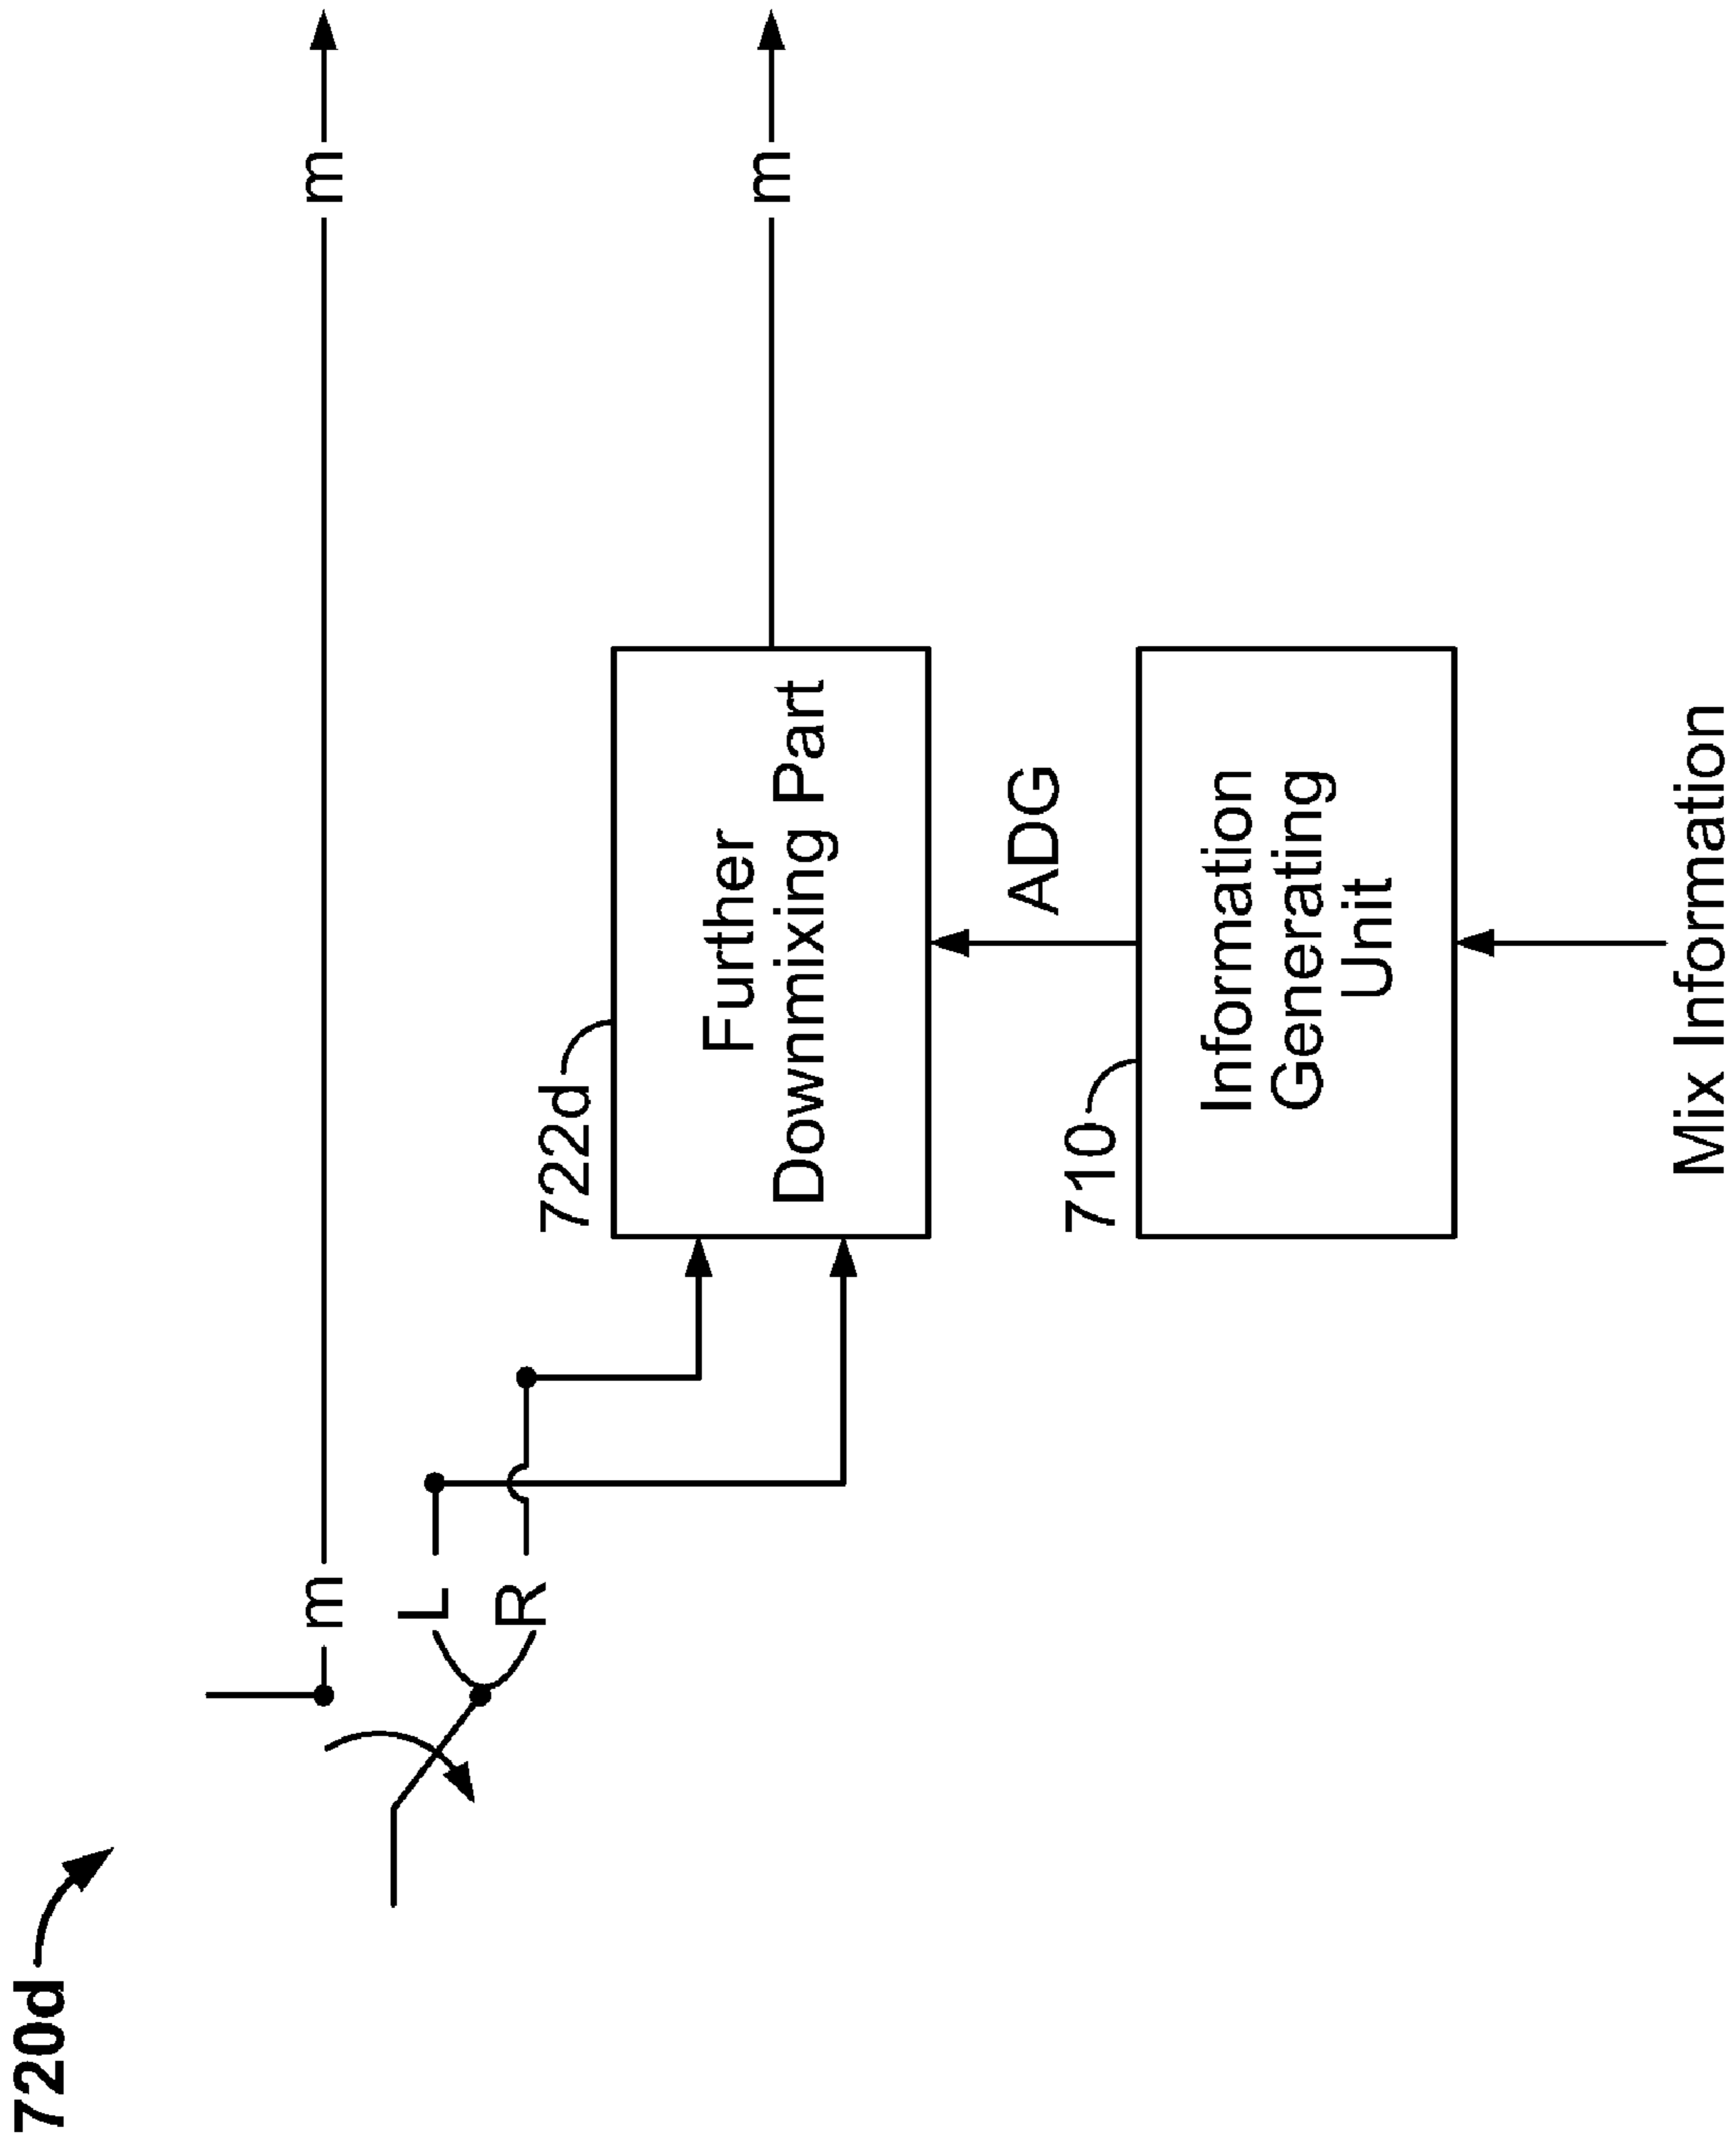 720d
m
m
L
R
722d
Further
Downmixing Part
m
ADG
710
Information
Generating
Unit
Mix Information